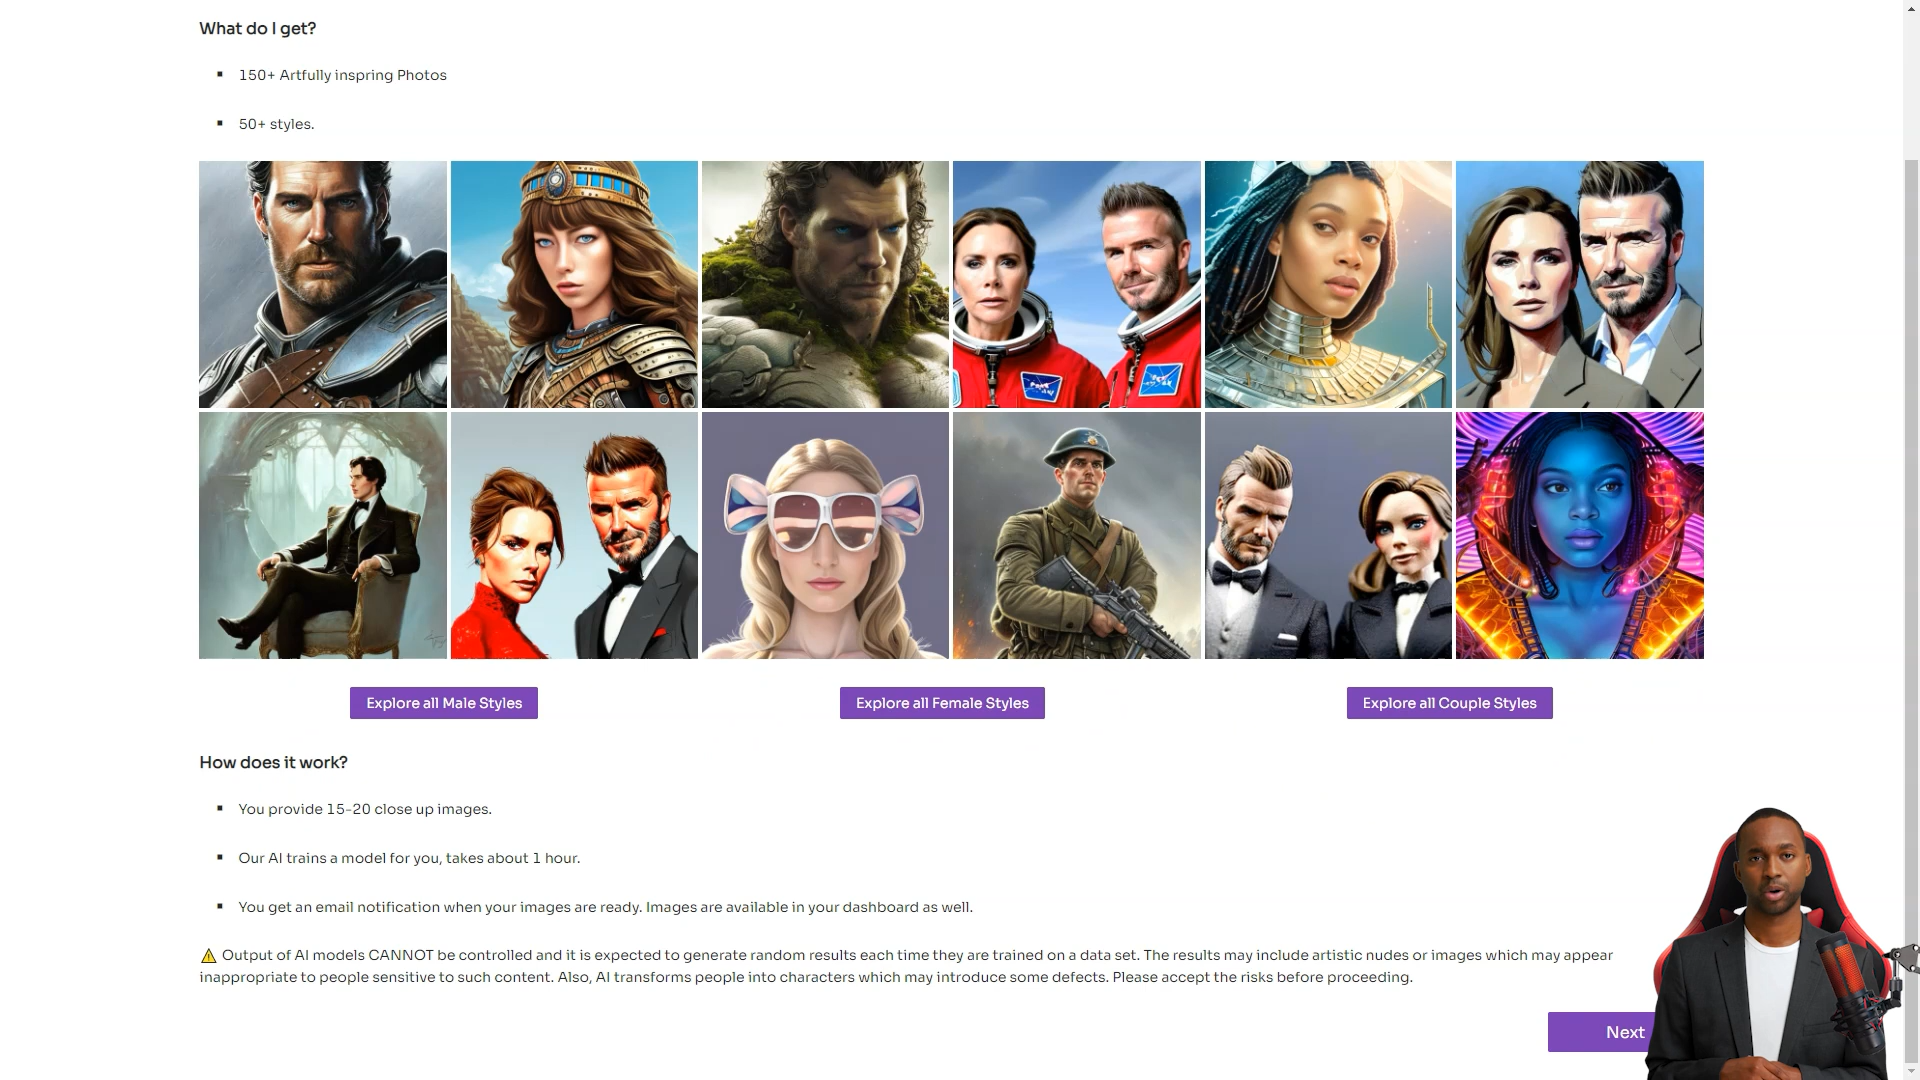 What do I get?
150+ Artfully inspring Photos
50+ styles.
Explore all Male Styles
Explore all Female Styles
Explore all Couple Styles
How does it work?
You provide 15-20 close up images.
Our AI trains a model for you, takes about 1 hour.
You get an email notification when your images are ready. Images are available in your dashboard as well.
⚠ Output of AI models CANNOT be controlled and it is expected to generate random results each time they are trained on a data set. The results may include artistic nudes or images which may appear
inappropriate to people sensitive to such content. Also, AI transforms people into characters which may introduce some defects. Please accept the risks before proceeding.
Next